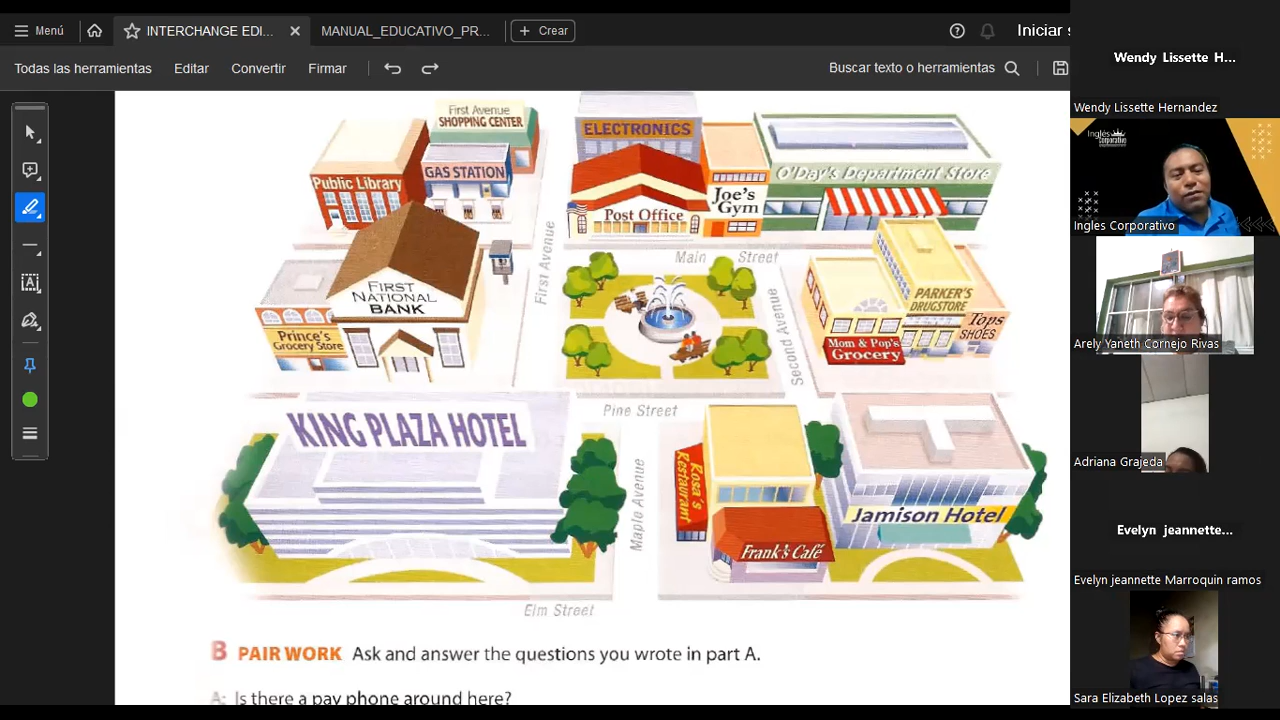 Menú
INTERCHANGE EDI...
MANUAL_EDUCATIVO_PR...
Crear
Iniciar s
Todas las herramientas
Editar
Convertir
Firmar
Buscar texto o herramientas
First Avenue
SHOPPING CENTER
GAS STATION
Public Library
ELECTRONICS
Post Office
Joe's
Gym
O'Day's Department Store
Main Street
First Avenue
FIRST
NATIONAL
BANK
Prince's
Grocery Store
Second Avenue
PARKER'S
DRUGSTORE
Tops
SHOES
Mom & Pop's
Grocery
Pine Street
KING PLAZA HOTEL
Maple Avenue
Rosa's
Restaurant
Frank's Café
Jamison Hotel
Elm Street
B PAIR WORK Ask and answer the questions you wrote in part A.
A: Is there a pay phone around here?
Wendy Lissette H...
Wendy Lissette Hernandez
Inglés
Corporativo
Ingles Corporativo
Arely Yaneth Cornejo Rivas
Adriana Grajeda
Evelyn jeannette...
Evelyn jeannette Marroquin ramos
Sara Elizabeth Lopez salas